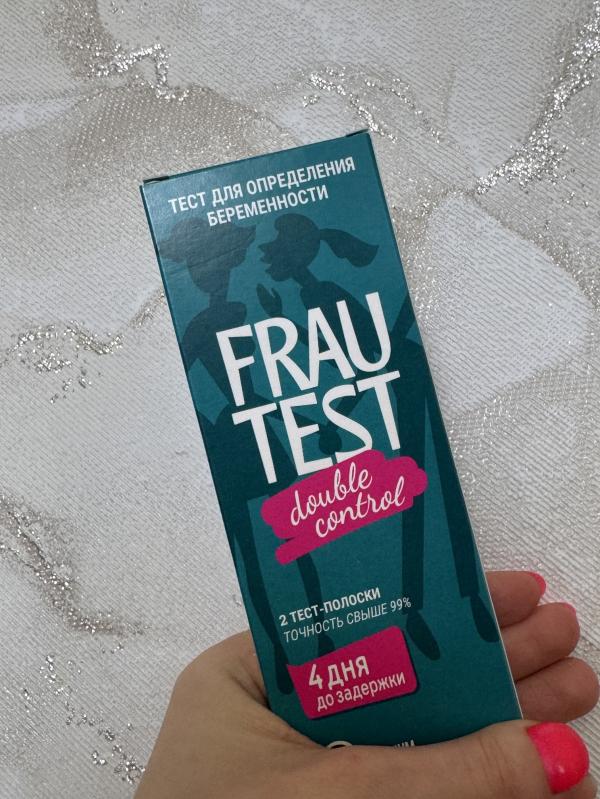 ТЕСТ ДЛЯ ОПРЕДЕЛЕНИЯ
БЕРЕМЕННОСТИ
FRAU
TEST
double
control
2 ТЕСТ-ПОЛОСКИ
ТОЧНОСТЬ СВЫШЕ 99%
4 ДНЯ
до задержки